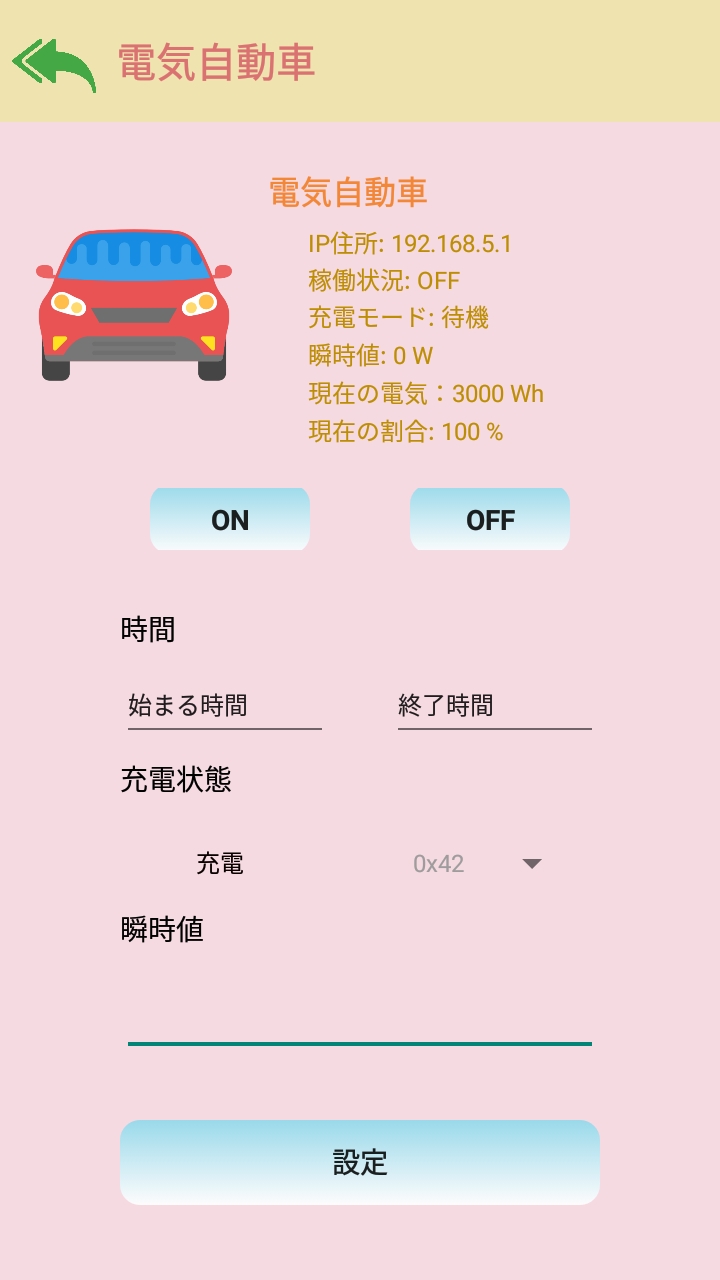 電気自動車
電気自動車
IP住所: 192.168.5.1
稼働状況: OFF
充電モード: 待機
瞬時値: 0 W
現在の電気：3000 Wh
現在の割合: 100 %
ON
OFF
時間
始まる時間
終了時間
充電状態
充電
0x42
瞬時値
設定